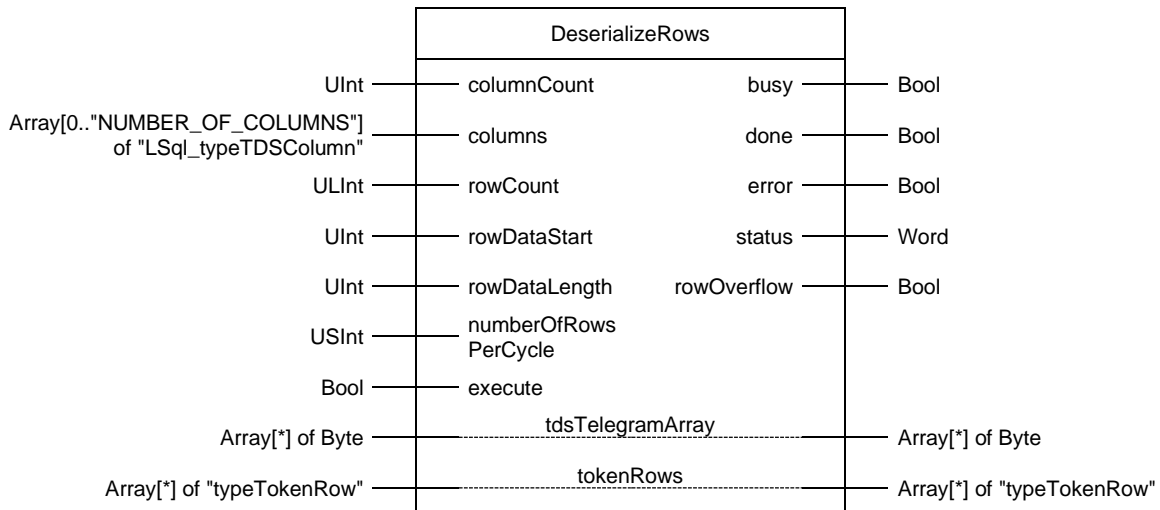 DeserializeRows
UInt columnCount busy Bool
Array[0.."NUMBER_OF_COLUMNS"]
of "LSql_typeTDSColumn" columns done Bool
ULInt rowCount error Bool
UInt rowDataStart status Word
UInt rowDataLength rowOverflow Bool
USInt numberOfRows
PerCycle
Bool execute
Array[*] of Byte tdsTelegramArray Array[*] of Byte
Array[*] of "typeTokenRow" tokenRows Array[*] of "typeTokenRow"